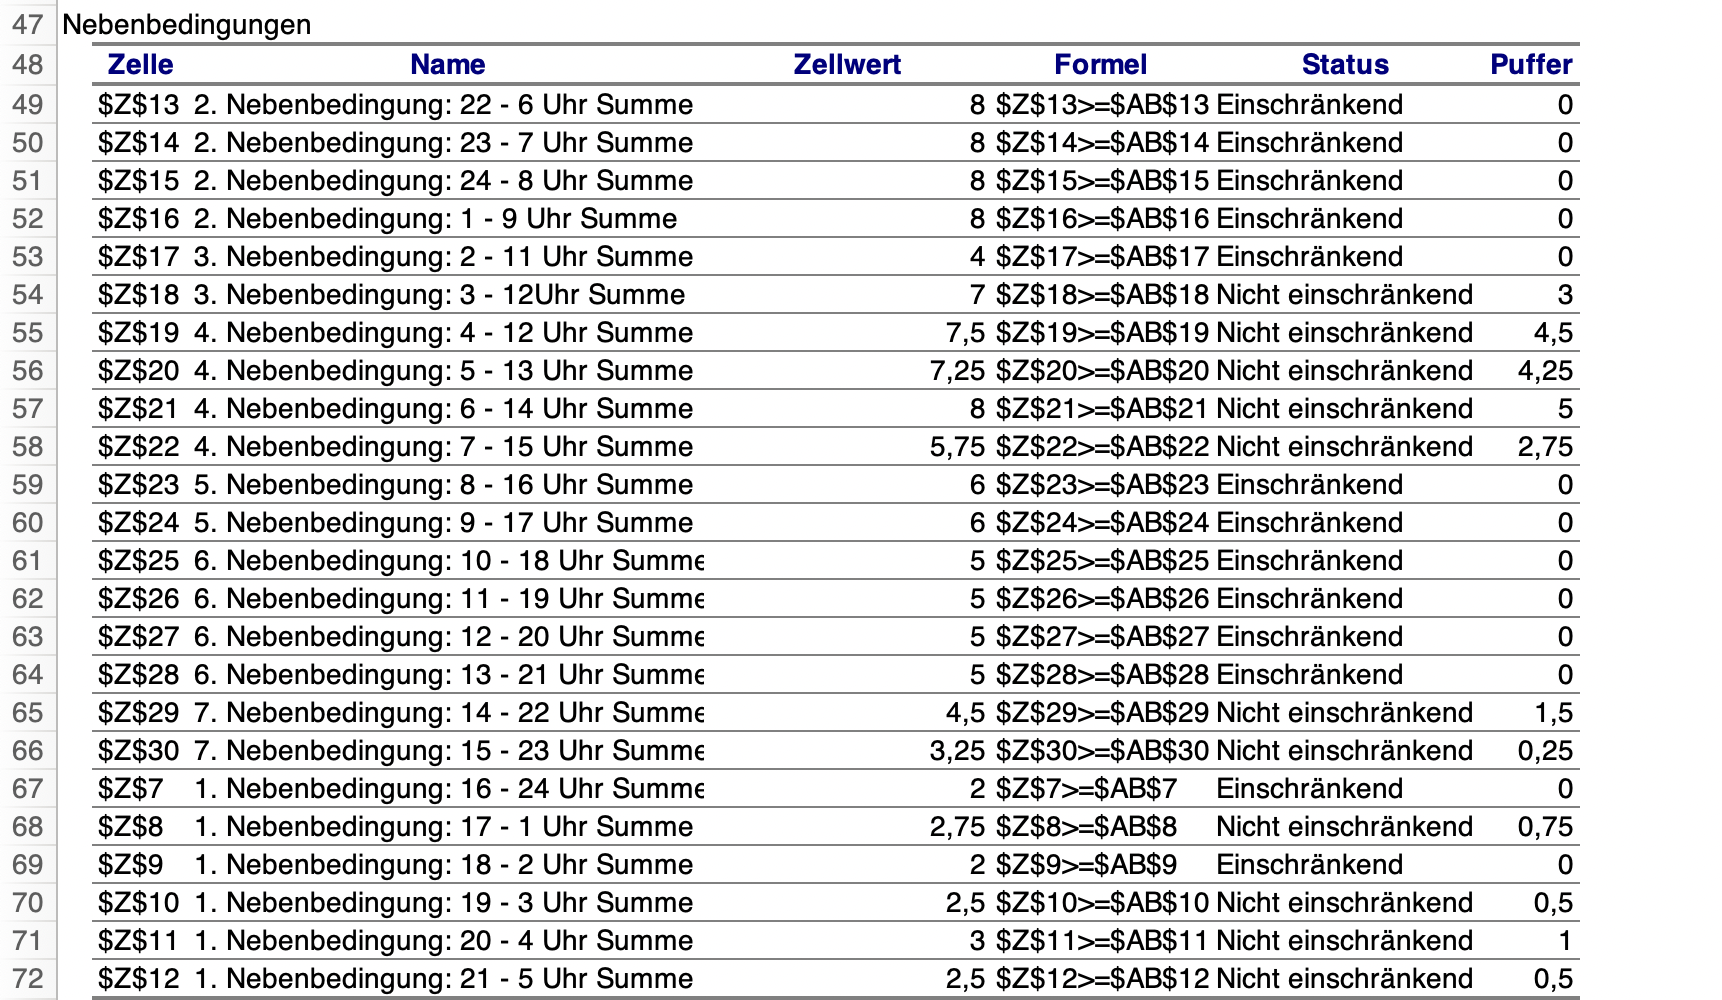 47 Nebenbedingungen
48 Zelle Name Zellwert Formel Status Puffer
49 $Z$13 2. Nebenbedingung: 22 - 6 Uhr Summe 8 $Z$13>=$AB$13 Einschränkend 0
50 $Z$14 2. Nebenbedingung: 23 - 7 Uhr Summe 8 $Z$14>=$AB$14 Einschränkend 0
51 $Z$15 2. Nebenbedingung: 24 - 8 Uhr Summe 8 $Z$15>=$AB$15 Einschränkend 0
52 $Z$16 2. Nebenbedingung: 1 - 9 Uhr Summe 8 $Z$16>=$AB$16 Einschränkend 0
53 $Z$17 3. Nebenbedingung: 2 - 11 Uhr Summe 4 $Z$17>=$AB$17 Einschränkend 0
54 $Z$18 3. Nebenbedingung: 3 - 12Uhr Summe 7 $Z$18>=$AB$18 Nicht einschränkend 3
55 $Z$19 4. Nebenbedingung: 4 - 12 Uhr Summe 7,5 $Z$19>=$AB$19 Nicht einschränkend 4,5
56 $Z$20 4. Nebenbedingung: 5 - 13 Uhr Summe 7,25 $Z$20>=$AB$20 Nicht einschränkend 4,25
57 $Z$21 4. Nebenbedingung: 6 - 14 Uhr Summe 8 $Z$21>=$AB$21 Nicht einschränkend 5
58 $Z$22 4. Nebenbedingung: 7 - 15 Uhr Summe 5,75 $Z$22>=$AB$22 Nicht einschränkend 2,75
59 $Z$23 5. Nebenbedingung: 8 - 16 Uhr Summe 6 $Z$23>=$AB$23 Einschränkend 0
60 $Z$24 5. Nebenbedingung: 9 - 17 Uhr Summe 6 $Z$24>=$AB$24 Einschränkend 0
61 $Z$25 6. Nebenbedingung: 10 - 18 Uhr Summe 5 $Z$25>=$AB$25 Einschränkend 0
62 $Z$26 6. Nebenbedingung: 11 - 19 Uhr Summe 5 $Z$26>=$AB$26 Einschränkend 0
63 $Z$27 6. Nebenbedingung: 12 - 20 Uhr Summe 5 $Z$27>=$AB$27 Einschränkend 0
64 $Z$28 6. Nebenbedingung: 13 - 21 Uhr Summe 5 $Z$28>=$AB$28 Einschränkend 0
65 $Z$29 7. Nebenbedingung: 14 - 22 Uhr Summe 4,5 $Z$29>=$AB$29 Nicht einschränkend 1,5
66 $Z$30 7. Nebenbedingung: 15 - 23 Uhr Summe 3,25 $Z$30>=$AB$30 Nicht einschränkend 0,25
67 $Z$7 1. Nebenbedingung: 16 - 24 Uhr Summe 2 $Z$7>=$AB$7 Einschränkend 0
68 $Z$8 1. Nebenbedingung: 17 - 1 Uhr Summe 2,75 $Z$8>=$AB$8 Nicht einschränkend 0,75
69 $Z$9 1. Nebenbedingung: 18 - 2 Uhr Summe 2 $Z$9>=$AB$9 Einschränkend 0
70 $Z$10 1. Nebenbedingung: 19 - 3 Uhr Summe 2,5 $Z$10>=$AB$10 Nicht einschränkend 0,5
71 $Z$11 1. Nebenbedingung: 20 - 4 Uhr Summe 3 $Z$11>=$AB$11 Nicht einschränkend 1
72 $Z$12 1. Nebenbedingung: 21 - 5 Uhr Summe 2,5 $Z$12>=$AB$12 Nicht einschränkend 0,5